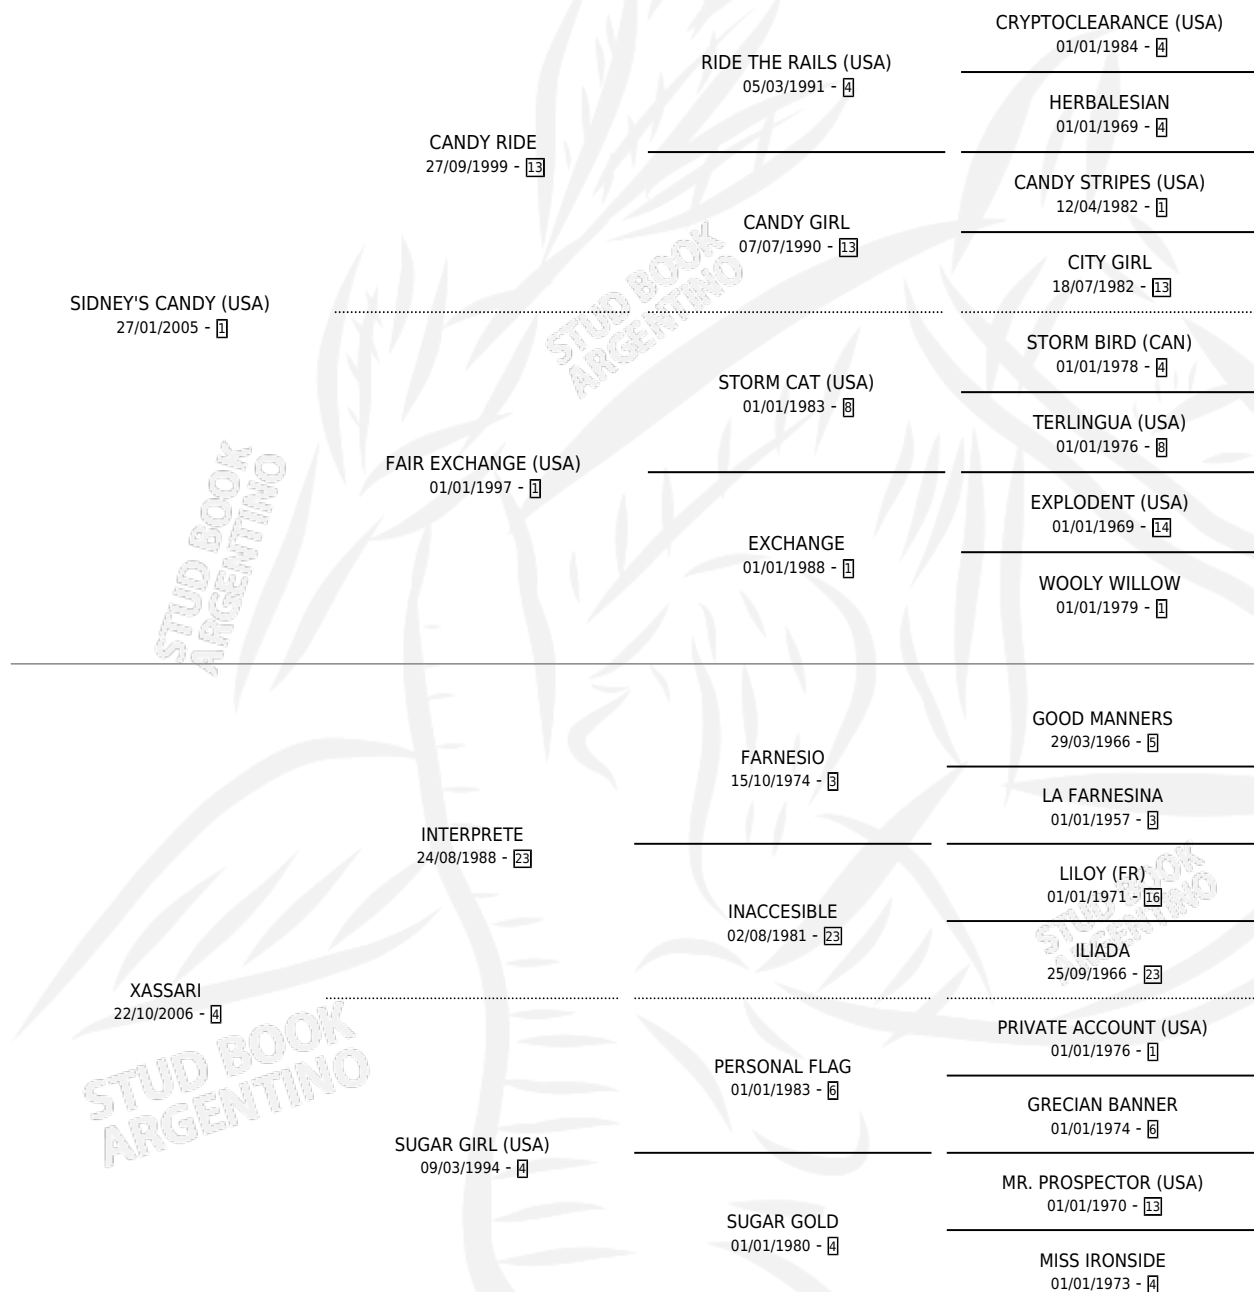 CRYPTOCLEARANCE (USA)
01/01/1984 - 4
RIDE THE RAILS (USA)
05/03/1991 - 4
HERBALESIAN
01/01/1969 - 4
CANDY RIDE
27/09/1999 - 13
CANDY STRIPES (USA)
12/04/1982 - 1
CANDY GIRL
07/07/1990 - 13
CITY GIRL
18/07/1982 - 13
SIDNEY'S CANDY (USA)
27/01/2005 - 1
STORM BIRD (CAN)
01/01/1978 - 4
STORM CAT (USA)
01/01/1983 - 8
TERLINGUA (USA)
01/01/1976 - 8
FAIR EXCHANGE (USA)
01/01/1997 - 1
EXPLODENT (USA)
01/01/1969 - 14
EXCHANGE
01/01/1988 - 1
WOOLY WILLOW
01/01/1979 - 1
GOOD MANNERS
29/03/1966 - 5
FARNESIO
15/10/1974 - 3
LA FARNESINA
01/01/1957 - 3
INTERPRETE
24/08/1988 - 23
LILOY (FR)
01/01/1971 - 16
INACCESIBLE
02/08/1981 - 23
ILIADA
25/09/1966 - 23
XASSARI
22/10/2006 - 4
PRIVATE ACCOUNT (USA)
01/01/1976 - 1
PERSONAL FLAG
01/01/1983 - 6
GRECIAN BANNER
01/01/1974 - 6
SUGAR GIRL (USA)
09/03/1994 - 4
MR. PROSPECTOR (USA)
01/01/1970 - 13
SUGAR GOLD
01/01/1980 - 4
MISS IRONSIDE
01/01/1973 - 4
STUD BOOK
ARGENTINO
STUD BOOK
ARGENTINO
STUD BOOK
ARGENTINO
STUD BOOK
ARGENTINO